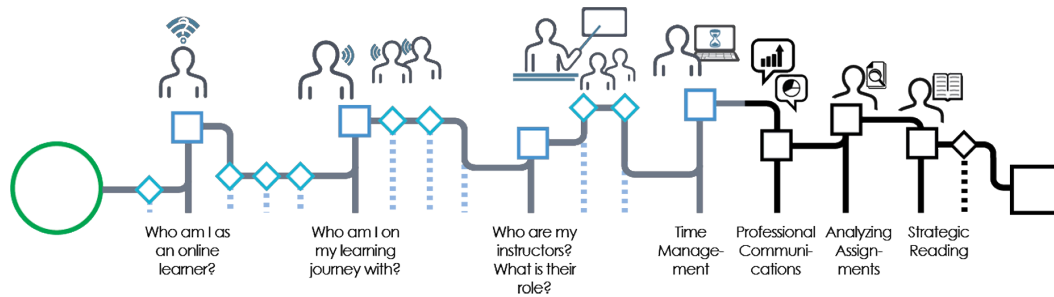 Who am I as
an online
learner?
Who am I on
my learning
journey with?
Who are my
instructors?
What is their
role?
Time
Manage-
ment
Professional
Communi-
cations
Analyzing
Assign-
ments
Strategic
Reading